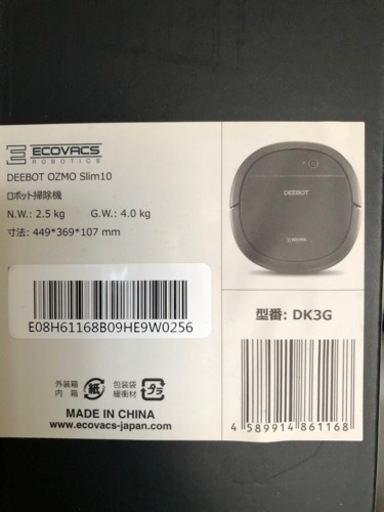 ECOVACS
ROBOTICS
DEEBOT OZMO Slim10
ロボット掃除機
N.W.: 2.5 kg G.W.: 4.0 kg
寸法: 449*369*107 mm
E08H61168B09HE9W0256
DEEBOT
型番: DK3G
外装箱
内 箱
紙
包装袋
緩衝材
プラ
MADE IN CHINA
www.ecovacs-japan.com
4 589914 861168